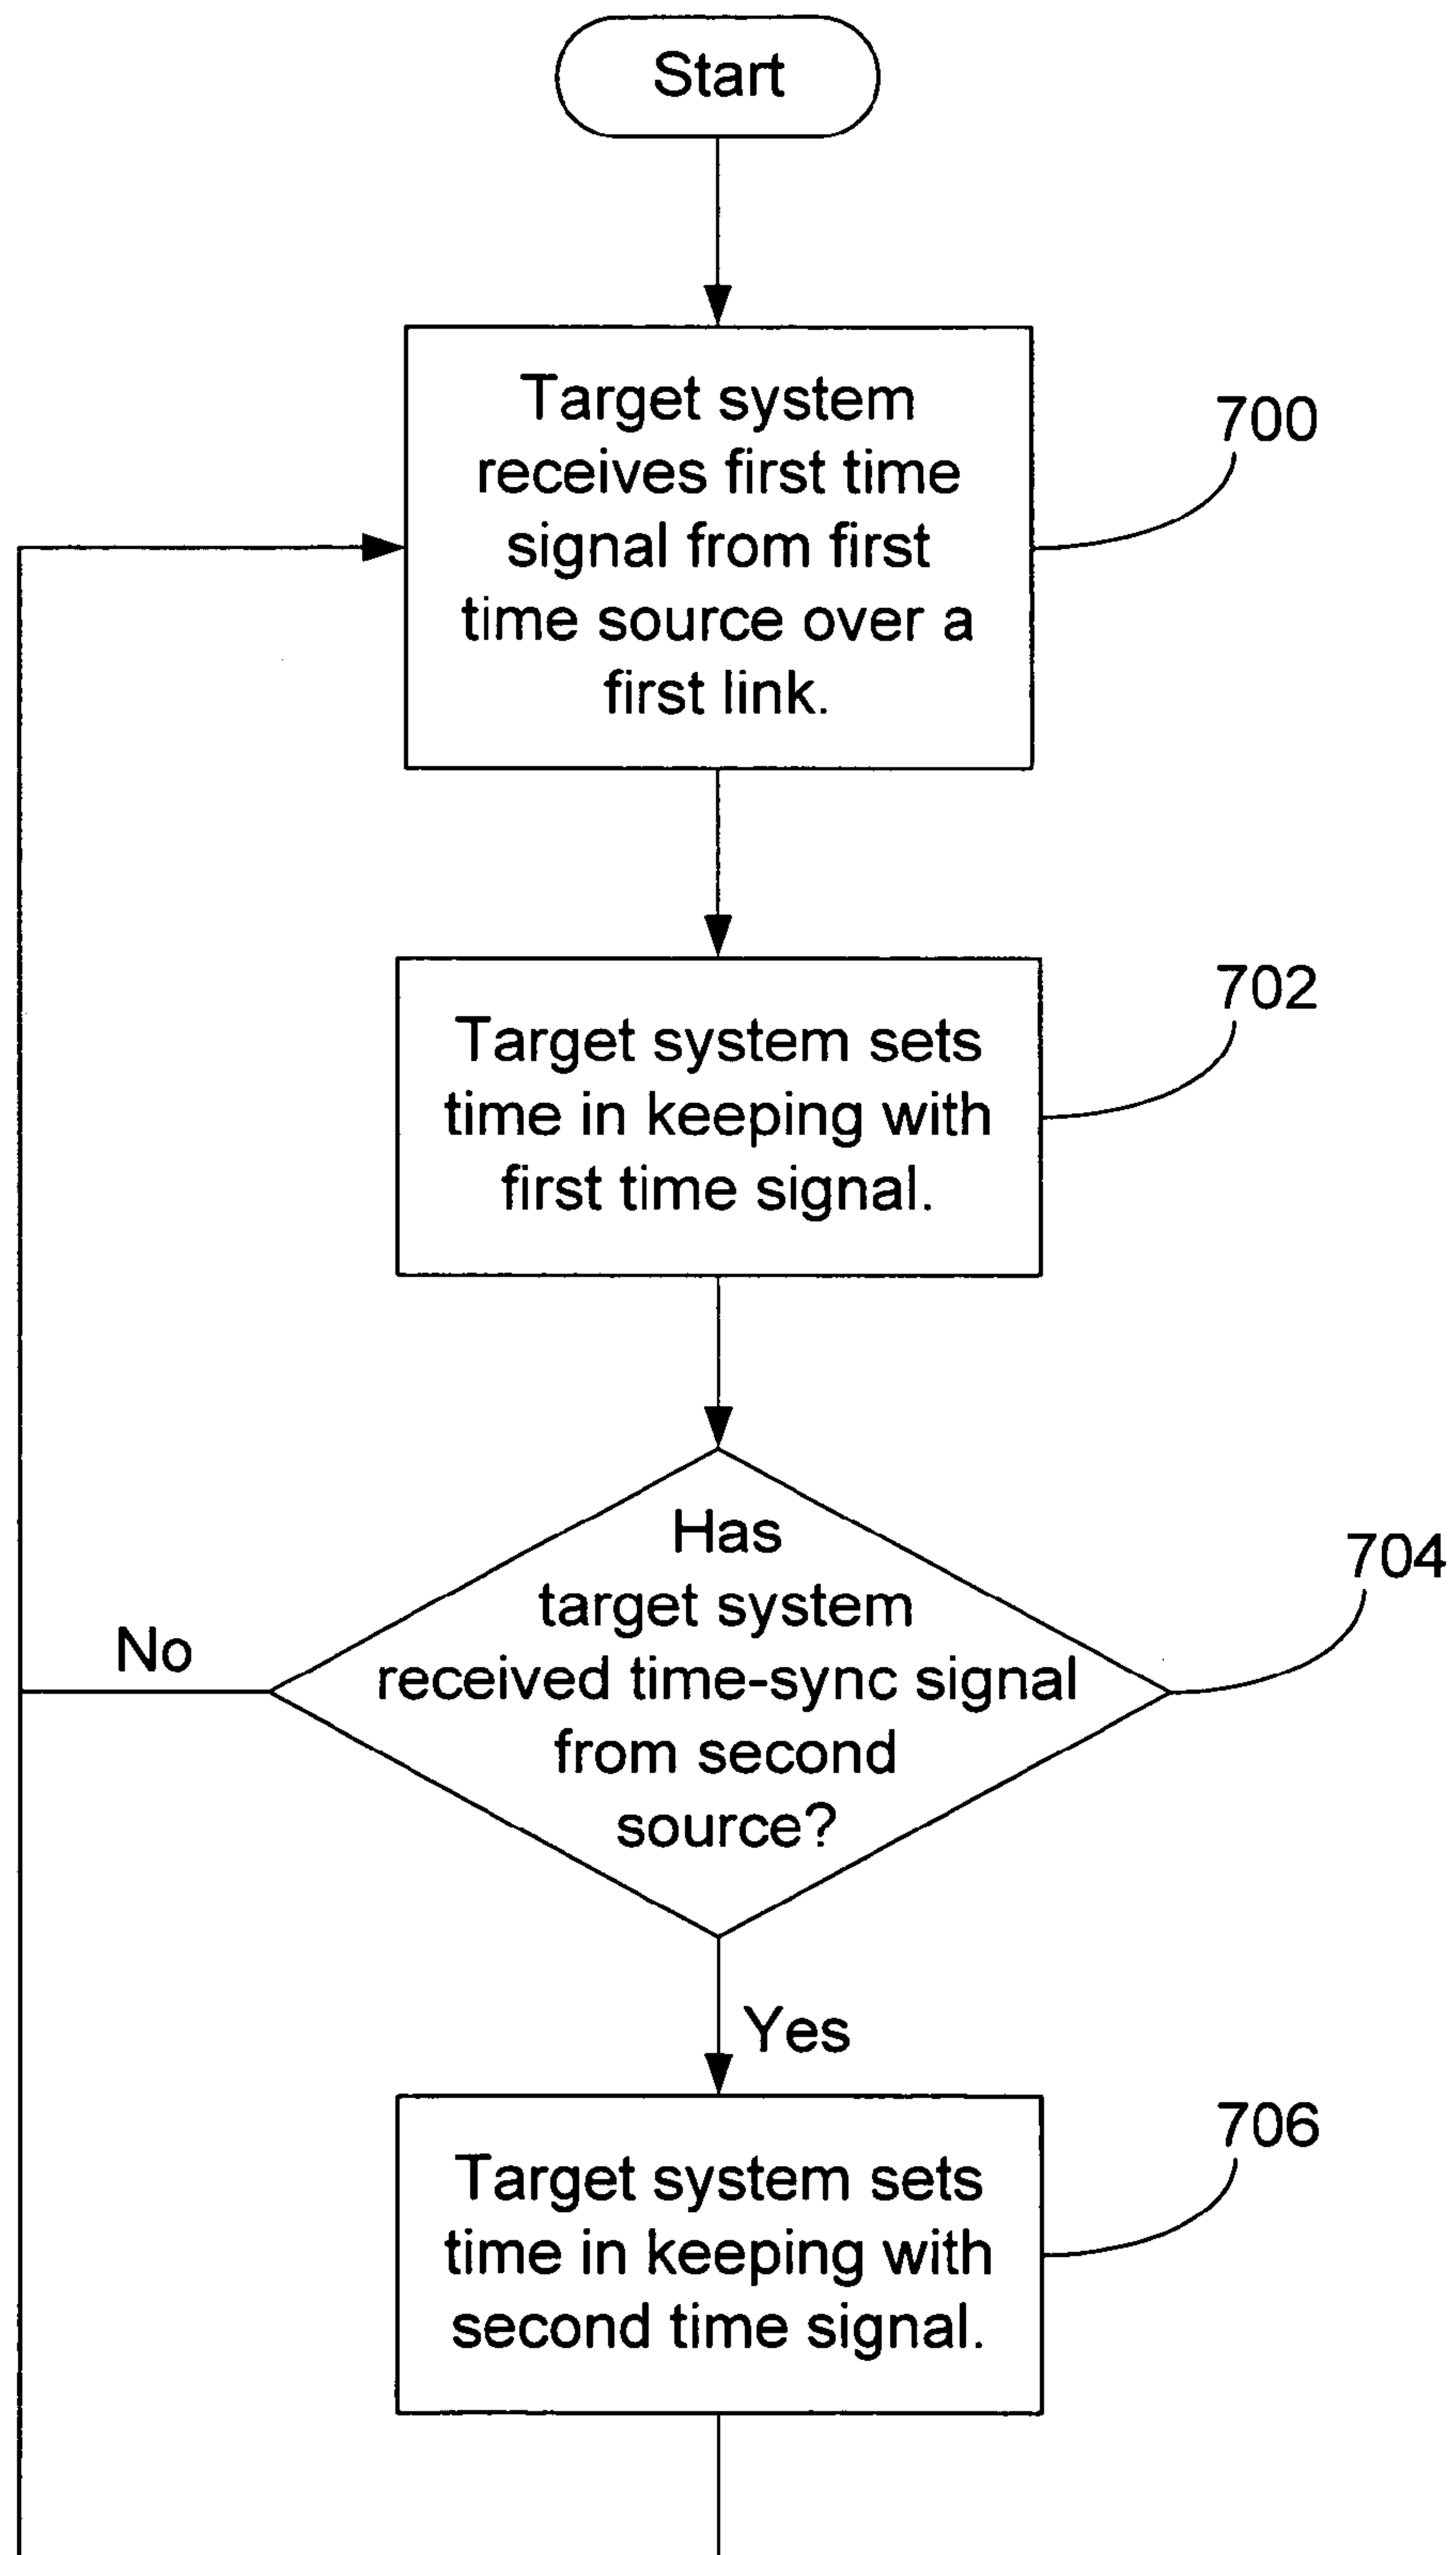 Start
Target system
receives first time
signal from first
time source over a
first link.
700
Target system sets
time in keeping with
first time signal.
702
Has
target system
received time-sync signal
from second
source?
704
No
Yes
Target system sets
time in keeping with
second time signal.
706